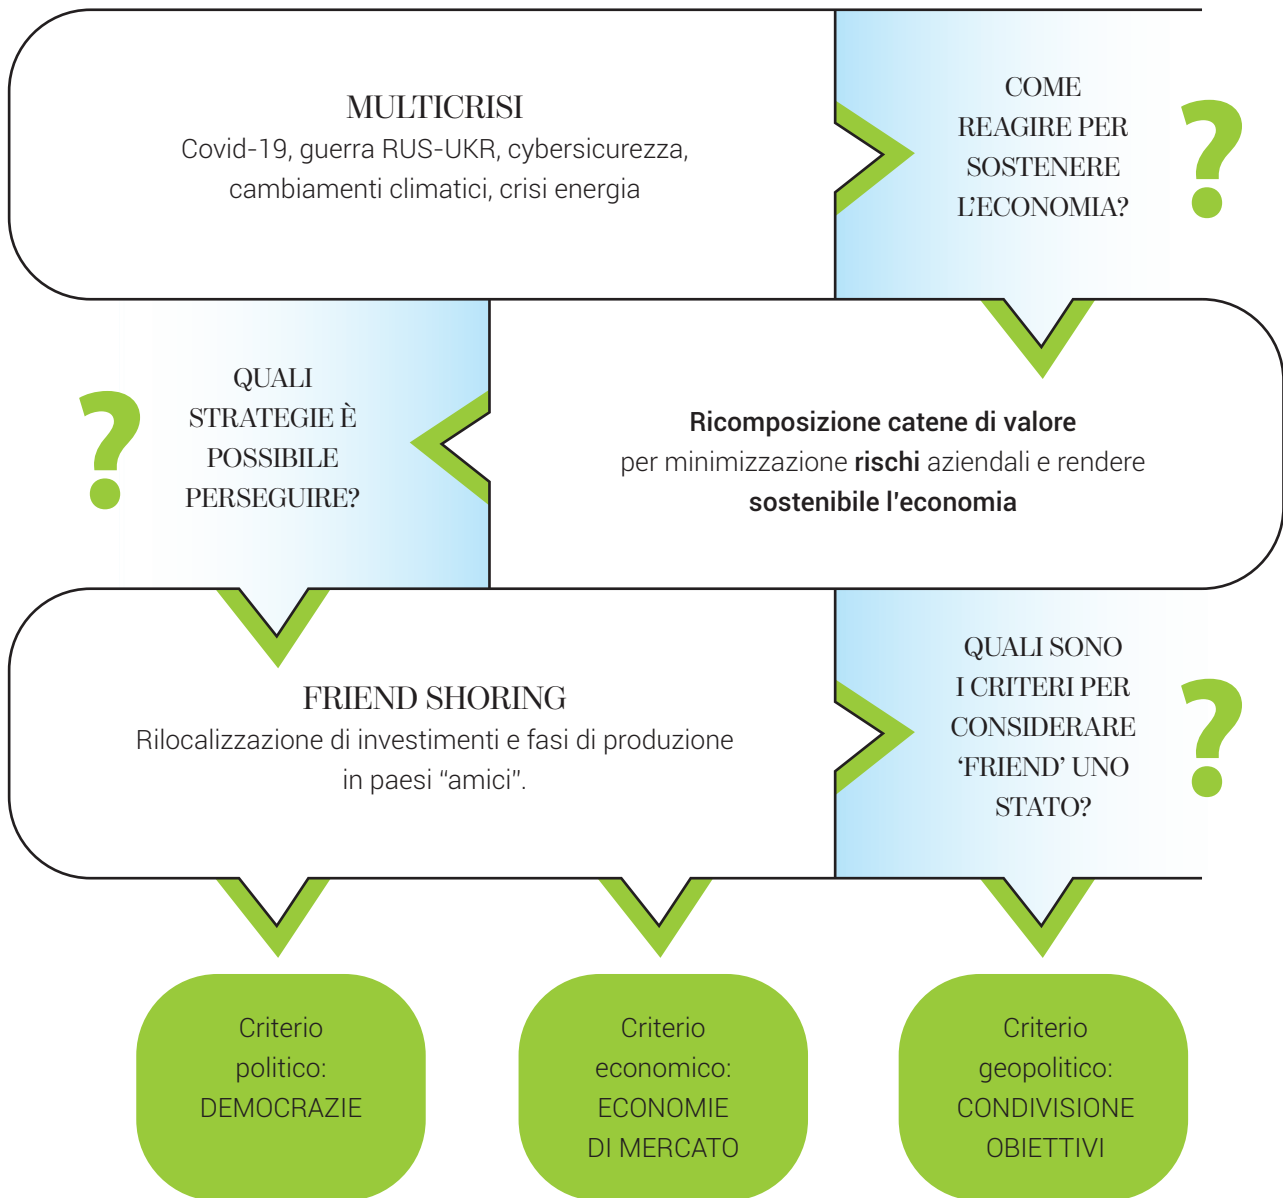 MULTICRISI
Covid-19, guerra RUS-UKR, cybersicurezza,
cambiamenti climatici, crisi energia
COME
REAGIRE PER
SOSTENERE
L'ECONOMIA?
?
?
QUALI
STRATEGIE È
POSSIBILE
PERSEGUIRE?
Ricomposizione catene di valore
per minimizzazione rischi aziendali e rendere
sostenibile l'economia
FRIEND SHORING
Rilocalizzazione di investimenti e fasi di produzione
in paesi “amici”.
QUALI SONO
I CRITERI PER
CONSIDERARE
‘FRIEND’ UNO
STATO?
?
Criterio
politico:
DEMOCRAZIE
Criterio
economico:
ECONOMIE
DI MERCATO
Criterio
geopolitico:
CONDIVISIONE
OBIETTIVI